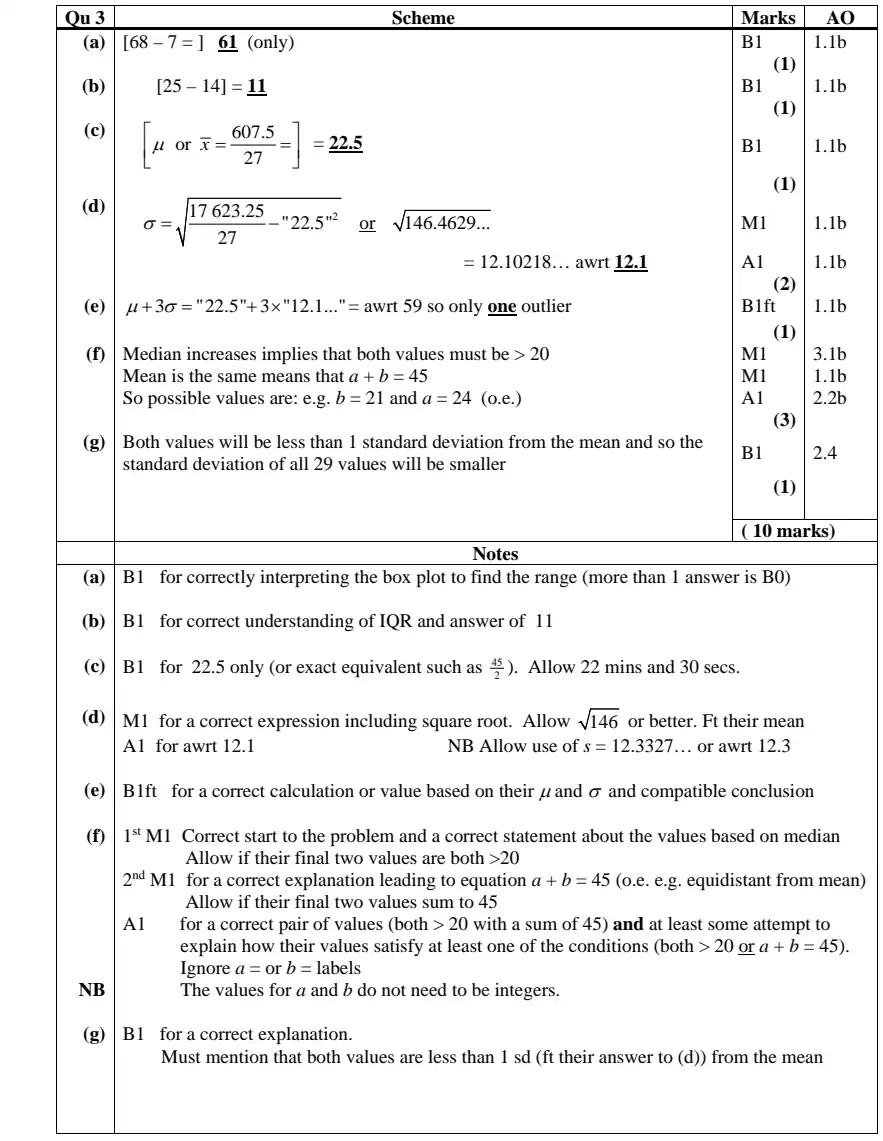 Qu 3 Scheme Marks AO
(a) [68 – 7 = ] 61 (only) B1 1.1b
(1)
(b) [25 – 14] = 11 B1 1.1b
(1)
(c) [μ or x̄ = 607.5/27 = ] = 22.5 B1 1.1b
(1)
(d) σ = √(17 623.25/27 – "22.5"²) or √146.4629... M1 1.1b
= 12.10218… awrt 12.1 A1 1.1b
(2)
(e) μ + 3σ = "22.5"+ 3× "12.1..." = awrt 59 so only one outlier B1ft 1.1b
(1)
(f) Median increases implies that both values must be > 20 M1 3.1b
Mean is the same means that a + b = 45 M1 1.1b
So possible values are: e.g. b = 21 and a = 24 (o.e.) A1 2.2b
(3)
(g) Both values will be less than 1 standard deviation from the mean and so the
standard deviation of all 29 values will be smaller B1 2.4
(1)
( 10 marks)
Notes
(a) B1 for correctly interpreting the box plot to find the range (more than 1 answer is B0)
(b) B1 for correct understanding of IQR and answer of 11
(c) B1 for 22.5 only (or exact equivalent such as 45/2 ). Allow 22 mins and 30 secs.
(d) M1 for a correct expression including square root. Allow √146 or better. Ft their mean
A1 for awrt 12.1 NB Allow use of s = 12.3327… or awrt 12.3
(e) B1ft for a correct calculation or value based on their μ and σ and compatible conclusion
(f) 1st M1 Correct start to the problem and a correct statement about the values based on median
Allow if their final two values are both >20
2nd M1 for a correct explanation leading to equation a + b = 45 (o.e. e.g. equidistant from mean)
Allow if their final two values sum to 45
A1 for a correct pair of values (both > 20 with a sum of 45) and at least some attempt to
explain how their values satisfy at least one of the conditions (both > 20 or a + b = 45).
Ignore a = or b = labels
NB The values for a and b do not need to be integers.
(g) B1 for a correct explanation.
Must mention that both values are less than 1 sd (ft their answer to (d)) from the mean